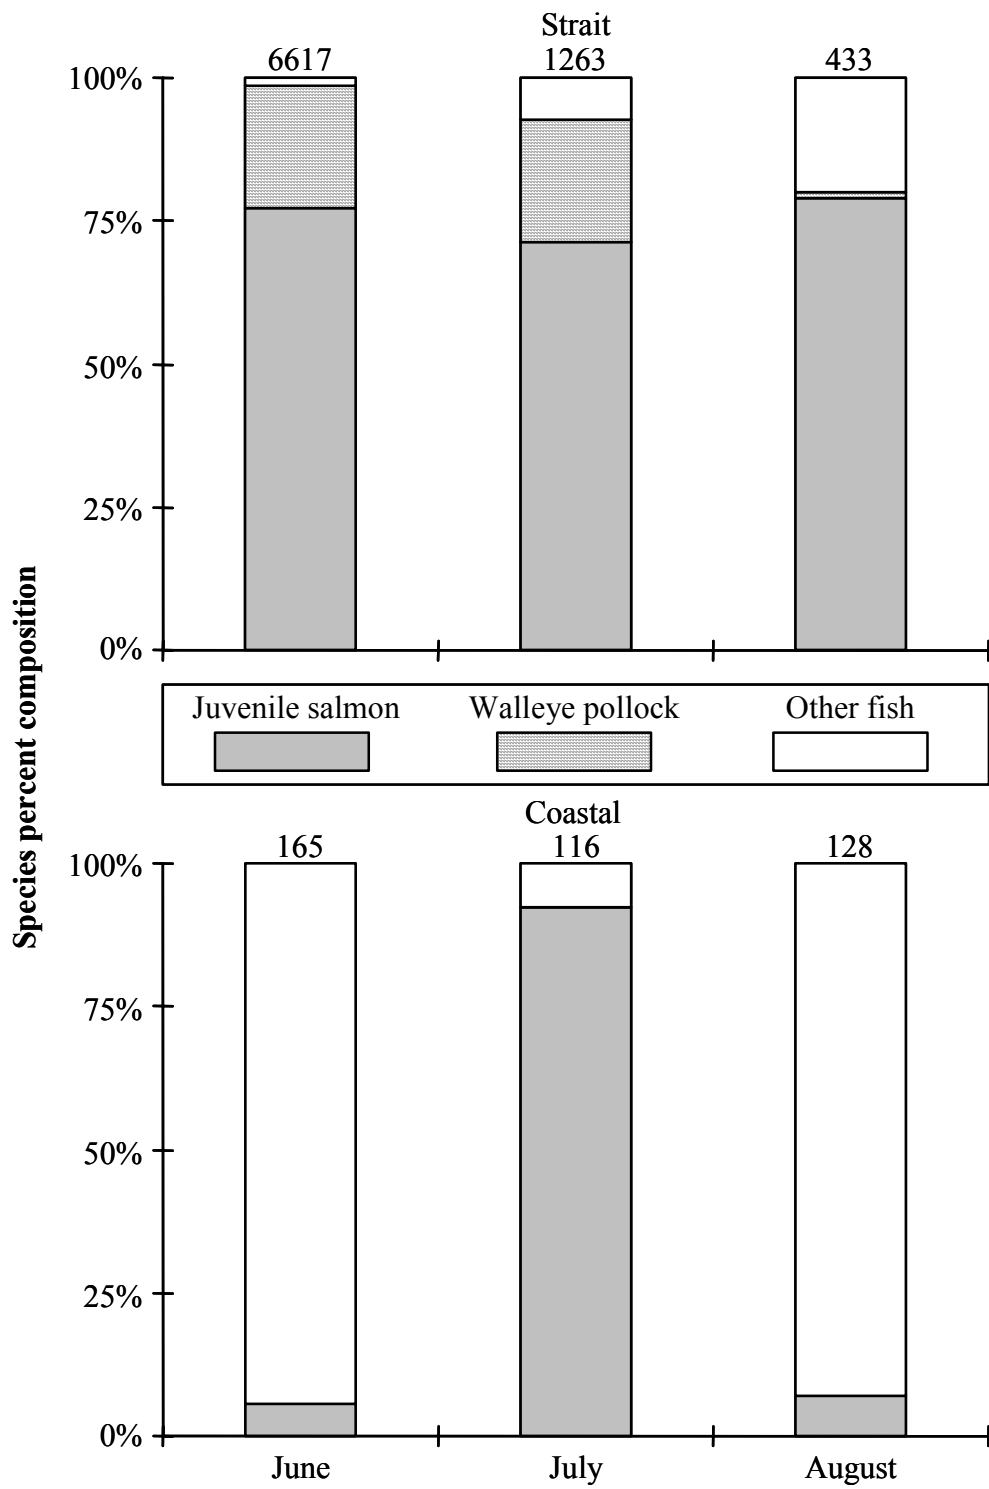 Strait
6617 1263 433
100%
75%
50%
25%
0%
Species percent composition
Juvenile salmon Walleye pollock Other fish
Coastal
165 116 128
100%
75%
50%
25%
0%
June July August